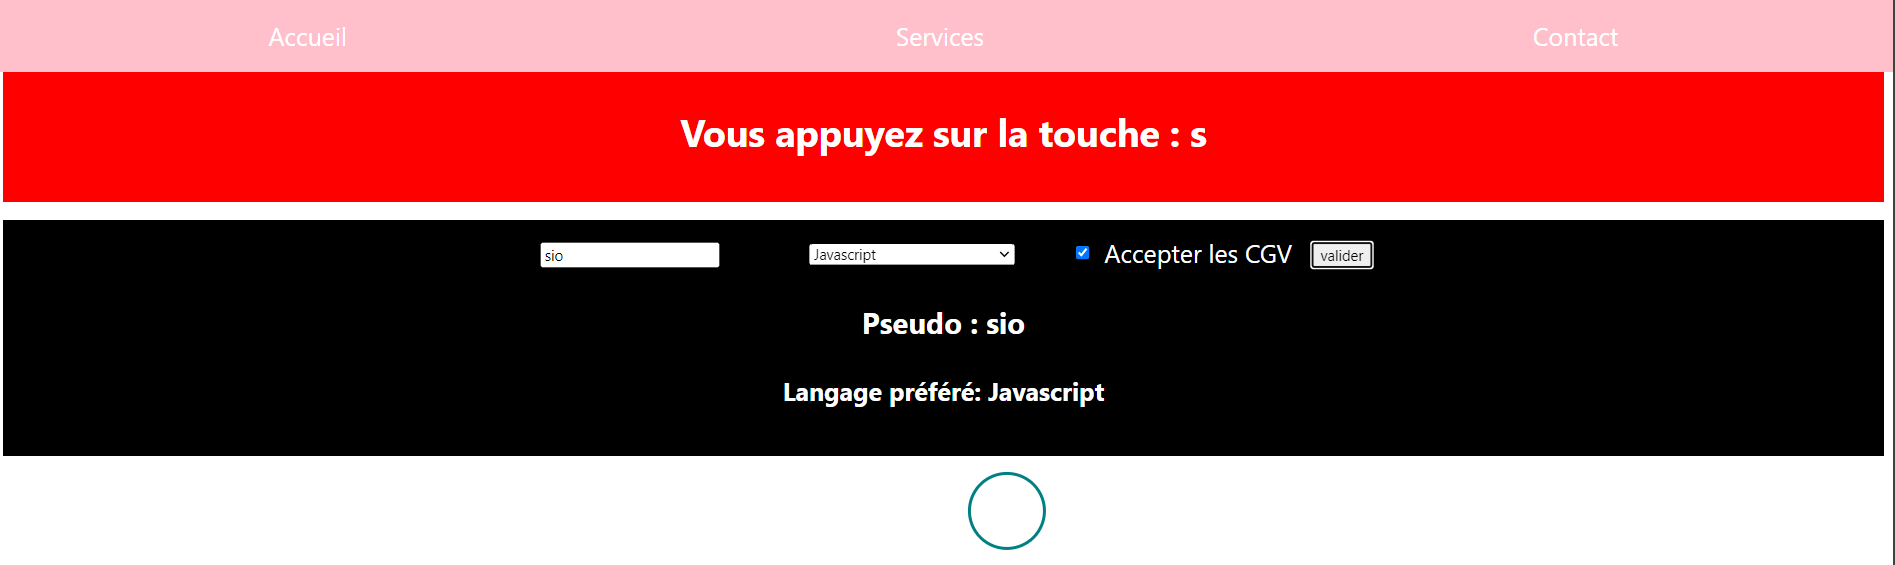 Accueil Services Contact
Vous appuyez sur la touche : s
sio Javascript Accepter les CGV valider
Pseudo : sio
Langage préféré: Javascript